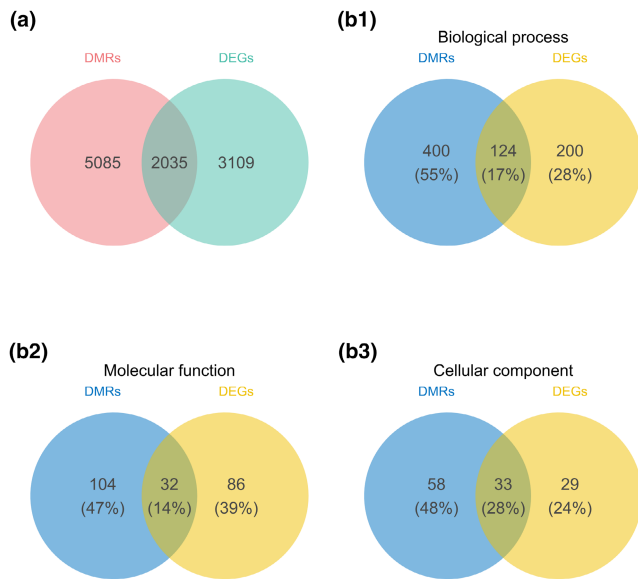 (a)
DMRs DEGs
5085 2035 3109
(b1)
Biological process
DMRs DEGs
400 124 200
(55%) (17%) (28%)
(b2)
Molecular function
DMRs DEGs
104 32 86
(47%) (14%) (39%)
(b3)
Cellular component
DMRs DEGs
58 33 29
(48%) (28%) (24%)